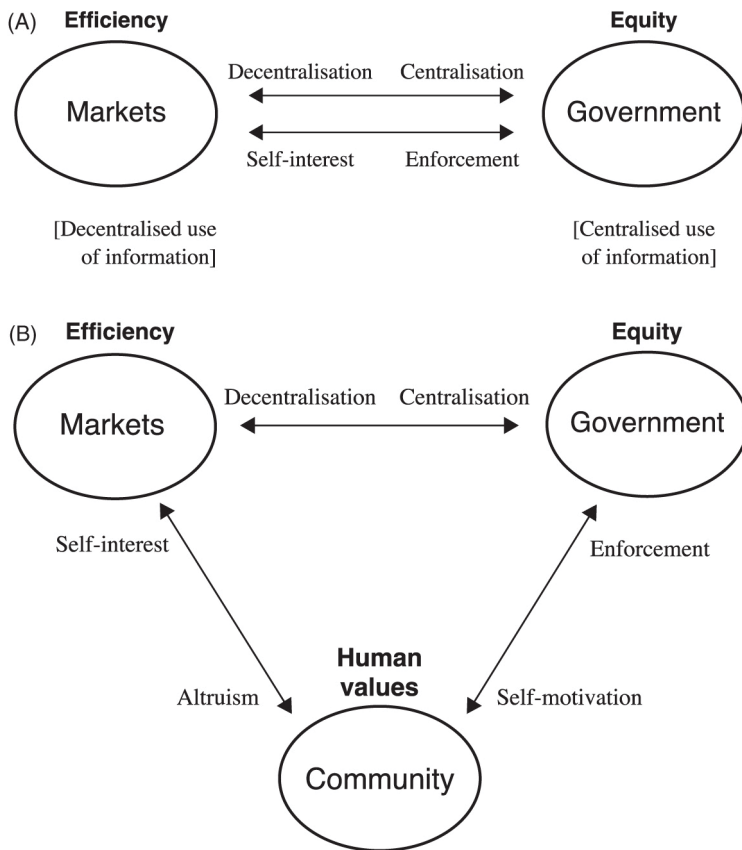 (A)
Efficiency
Equity
Markets
Decentralisation
Centralisation
Government
Self-interest
Enforcement
[Decentralised use
of information]
[Centralised use
of information]
(B)
Efficiency
Equity
Markets
Decentralisation
Centralisation
Government
Self-interest
Enforcement
Human
values
Altruism
Self-motivation
Community